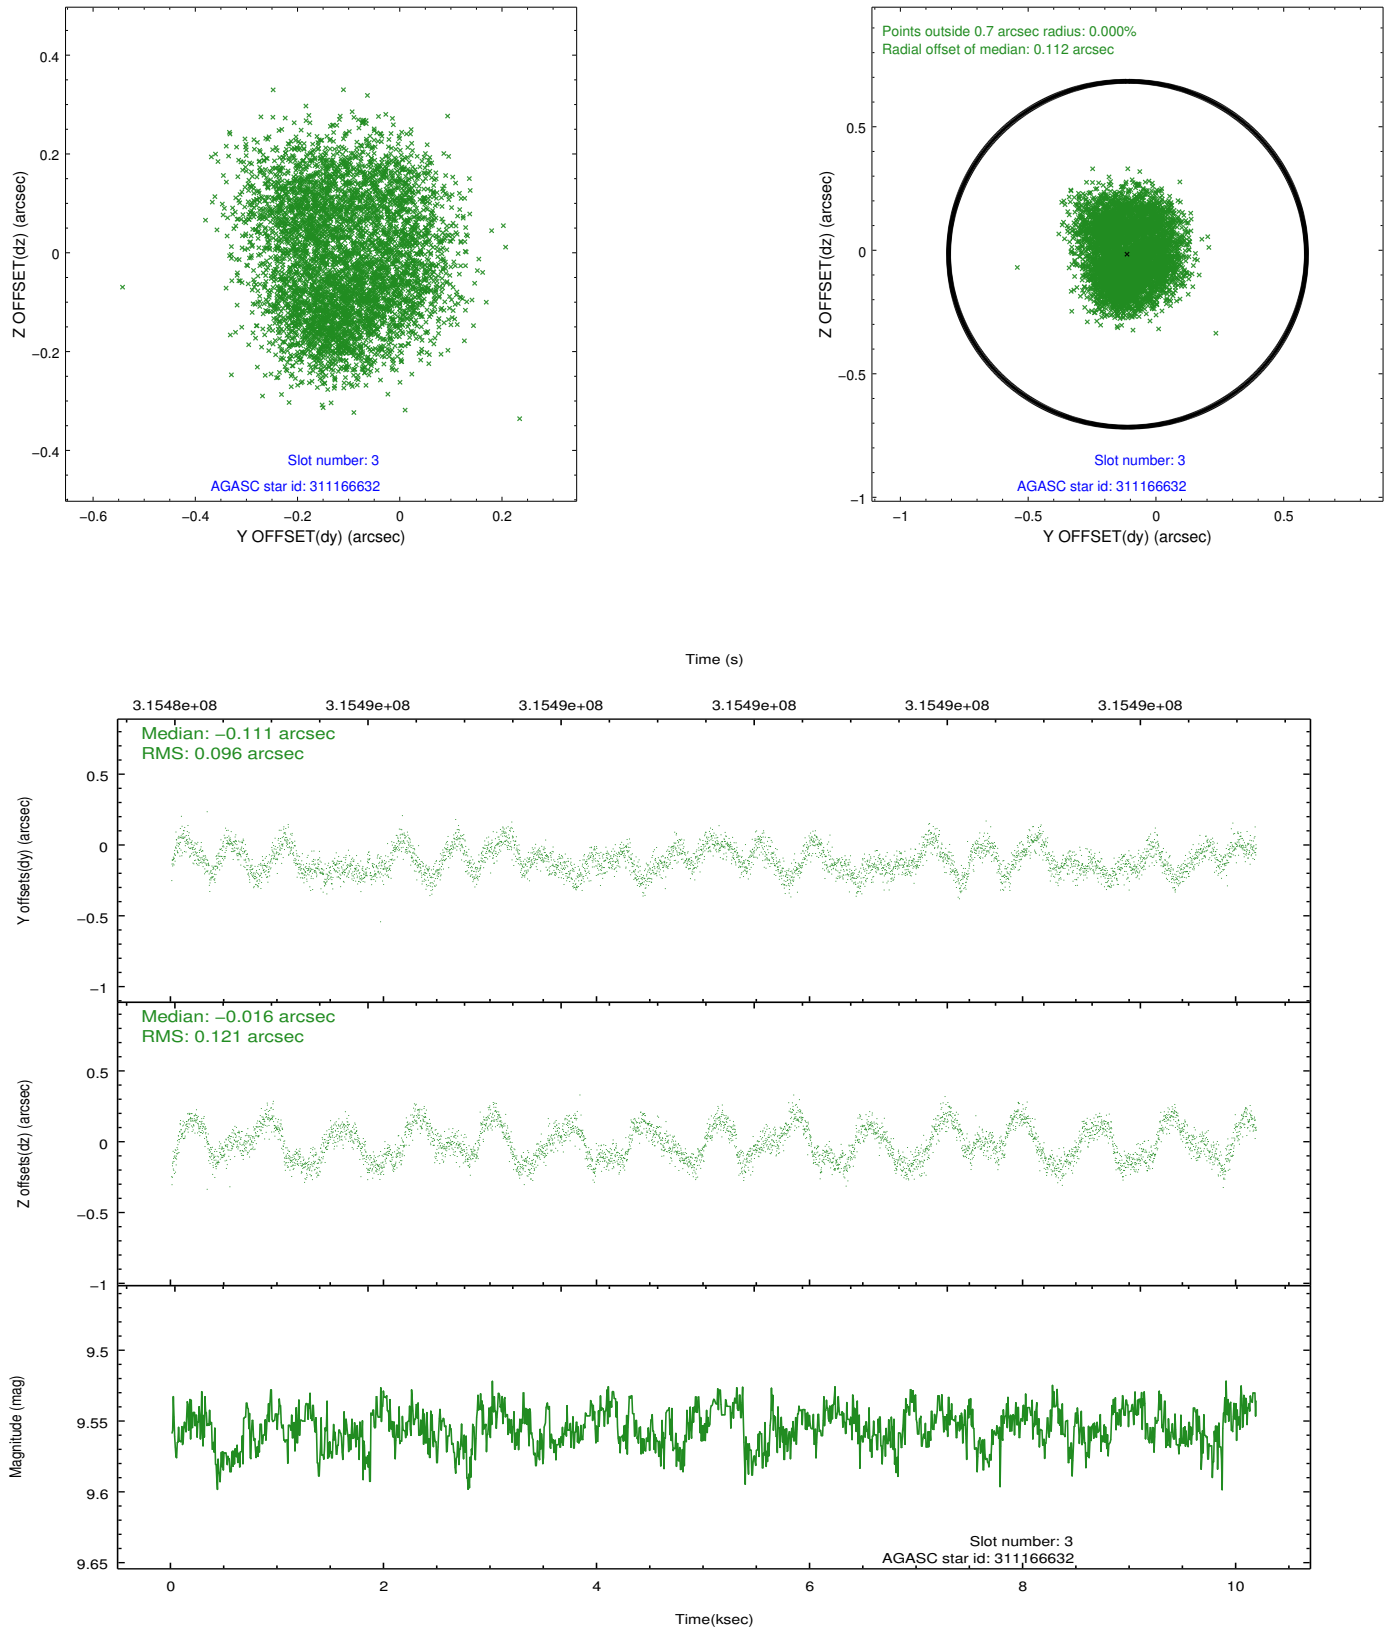 0.4
0.2
0
−0.2
−0.4
Z OFFSET(dz) (arcsec)
Slot number: 3
AGASC star id: 311166632
−0.6
−0.4
−0.2
0
0.2
Y OFFSET(dy) (arcsec)
Points outside 0.7 arcsec radius: 0.000%
Radial offset of median: 0.112 arcsec
0.5
0
−0.5
−1
Z OFFSET(dz) (arcsec)
Slot number: 3
AGASC star id: 311166632
−1
−0.5
0
0.5
Y OFFSET(dy) (arcsec)
Time (s)
3.1548e+08
3.1549e+08
3.1549e+08
3.1549e+08
3.1549e+08
3.1549e+08
Median: −0.111 arcsec
RMS: 0.096 arcsec
0.5
0
−0.5
−1
Y offsets(dy) (arcsec)
Median: −0.016 arcsec
RMS: 0.121 arcsec
0.5
0
−0.5
−1
Z offsets(dz) (arcsec)
9.5
9.55
9.6
9.65
Magnitude (mag)
Slot number: 3
AGASC star id: 311166632
0
2
4
6
8
10
Time(ksec)